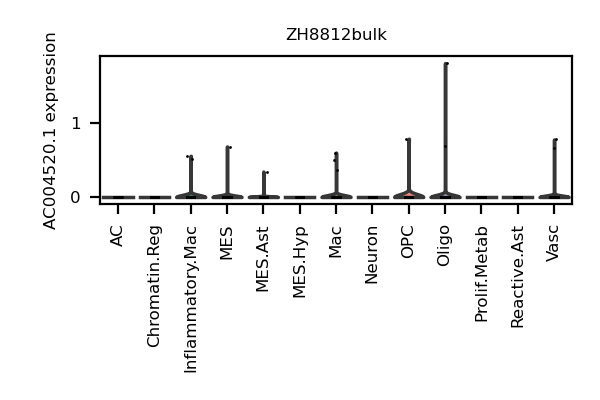 ZH8812bulk
AC004520.1 expression
1
0
AC
Chromatin.Reg
Inflammatory.Mac
MES
MES.Ast
MES.Hyp
Mac
Neuron
OPC
Oligo
Prolif.Metab
Reactive.Ast
Vasc